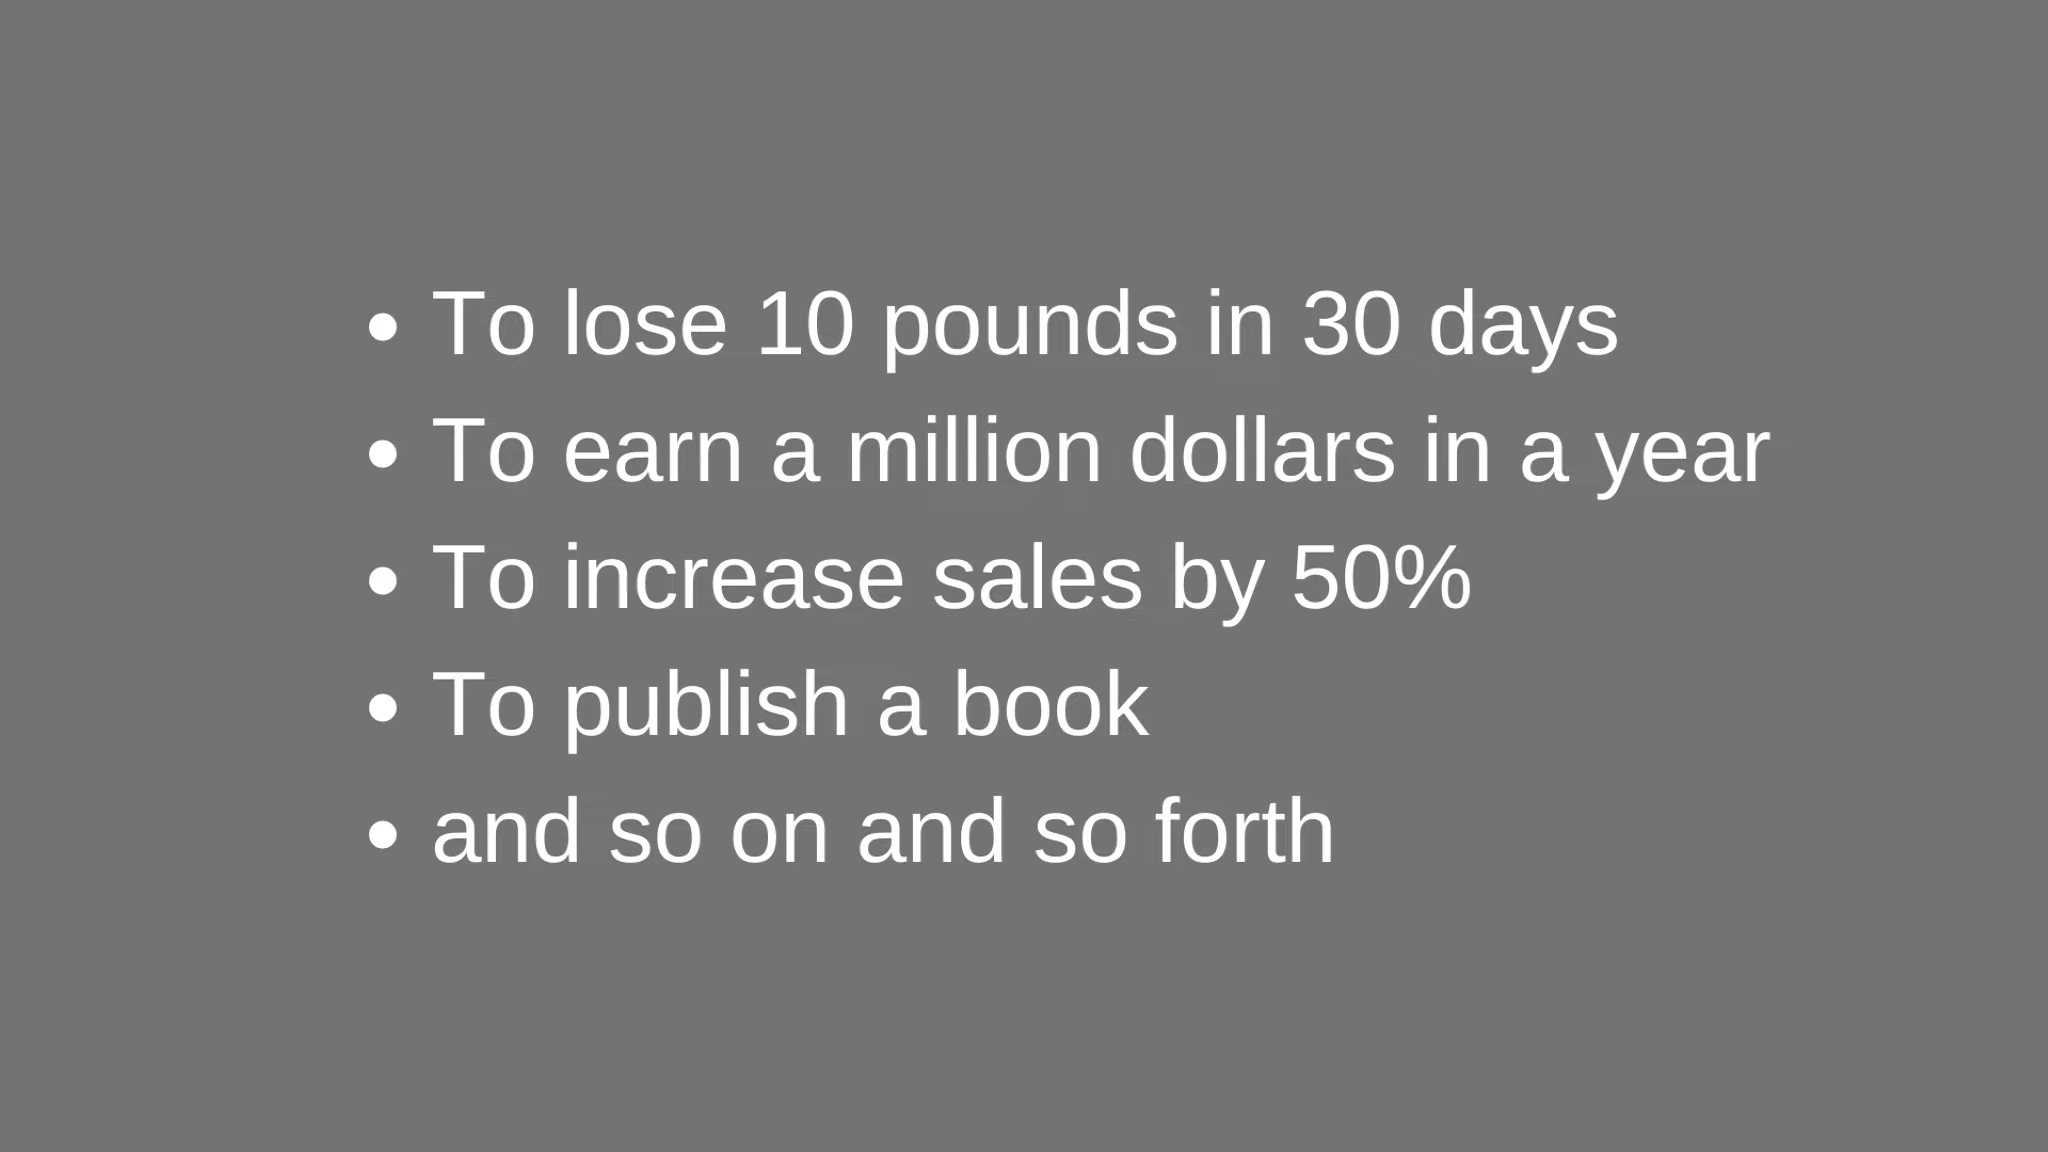 • To lose 10 pounds in 30 days
• To earn a million dollars in a year
• To increase sales by 50%
• To publish a book
• and so on and so forth